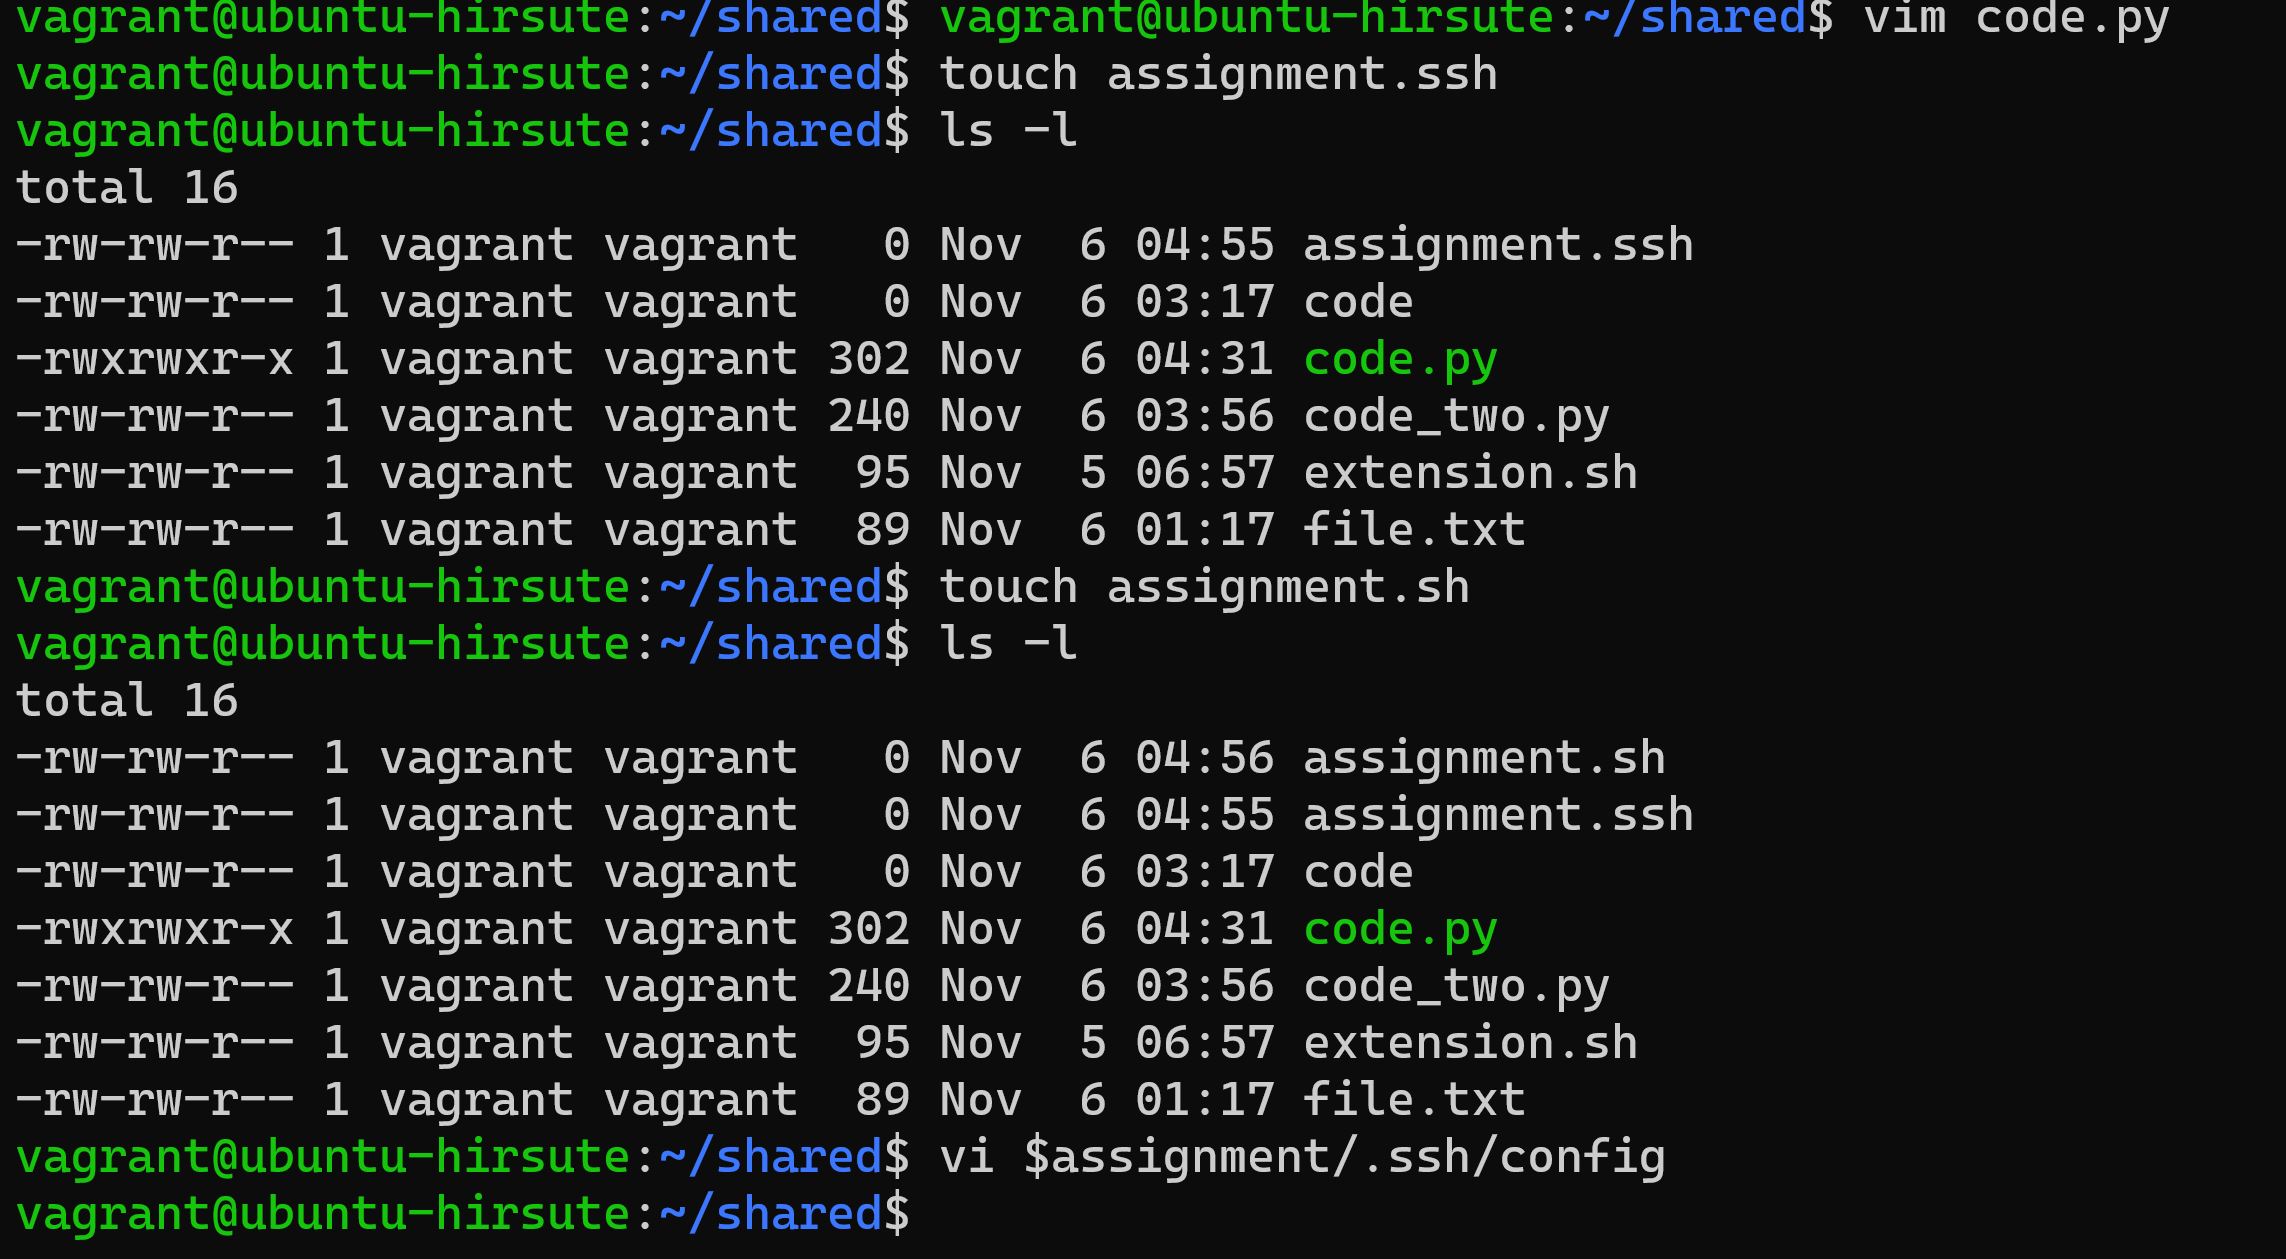 vagrant@ubuntu-hirsute:~/shared$ vagrant@ubuntu-hirsute:~/shared$ vim code.py
vagrant@ubuntu-hirsute:~/shared$ touch assignment.ssh
vagrant@ubuntu-hirsute:~/shared$ ls -l
total 16
-rw-rw-r-- 1 vagrant vagrant   0 Nov  6 04:55 assignment.ssh
-rw-rw-r-- 1 vagrant vagrant   0 Nov  6 03:17 code
-rwxrwxr-x 1 vagrant vagrant 302 Nov  6 04:31 code.py
-rw-rw-r-- 1 vagrant vagrant 240 Nov  6 03:56 code_two.py
-rw-rw-r-- 1 vagrant vagrant  95 Nov  5 06:57 extension.sh
-rw-rw-r-- 1 vagrant vagrant  89 Nov  6 01:17 file.txt
vagrant@ubuntu-hirsute:~/shared$ touch assignment.sh
vagrant@ubuntu-hirsute:~/shared$ ls -l
total 16
-rw-rw-r-- 1 vagrant vagrant   0 Nov  6 04:56 assignment.sh
-rw-rw-r-- 1 vagrant vagrant   0 Nov  6 04:55 assignment.ssh
-rw-rw-r-- 1 vagrant vagrant   0 Nov  6 03:17 code
-rwxrwxr-x 1 vagrant vagrant 302 Nov  6 04:31 code.py
-rw-rw-r-- 1 vagrant vagrant 240 Nov  6 03:56 code_two.py
-rw-rw-r-- 1 vagrant vagrant  95 Nov  5 06:57 extension.sh
-rw-rw-r-- 1 vagrant vagrant  89 Nov  6 01:17 file.txt
vagrant@ubuntu-hirsute:~/shared$ vi $assignment/.ssh/config
vagrant@ubuntu-hirsute:~/shared$